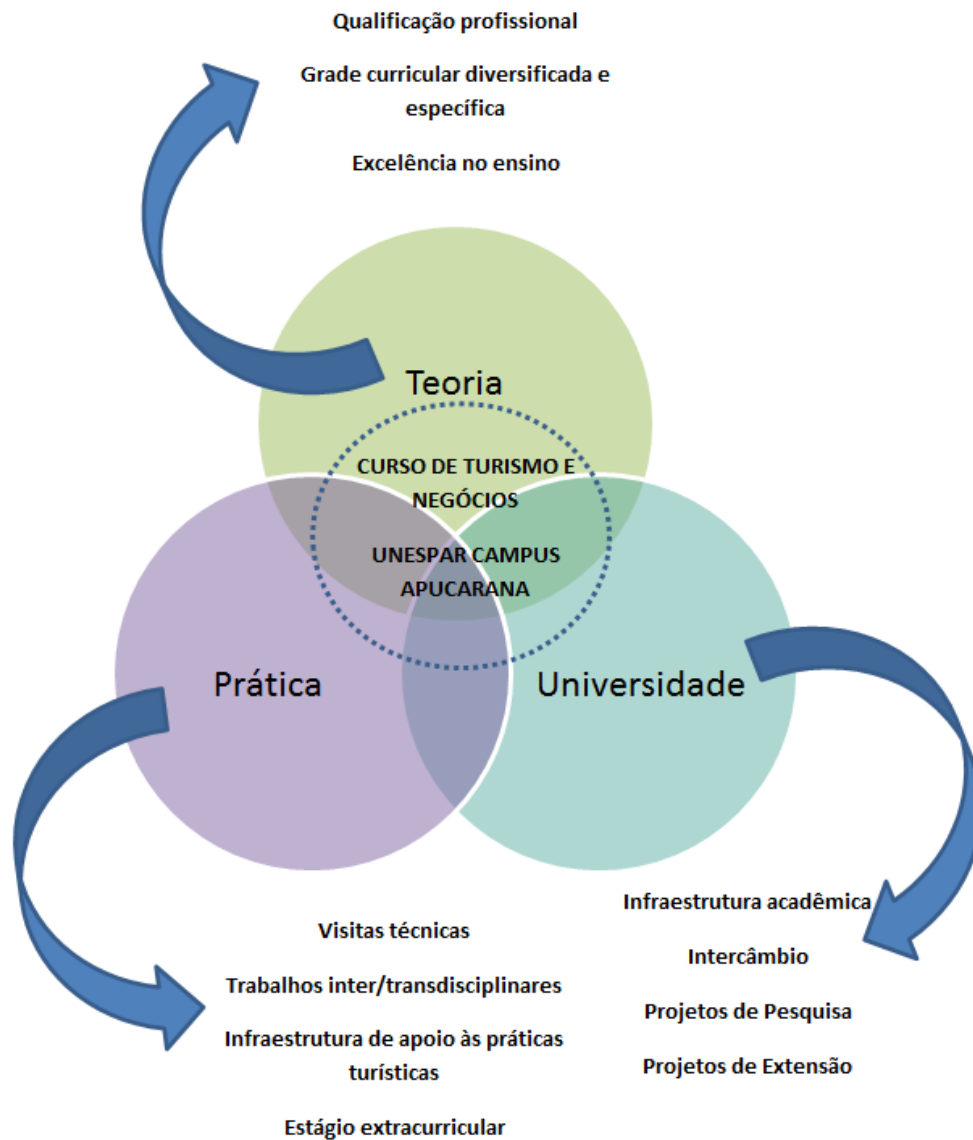 Qualificação profissional
Grade curricular diversificada e
específica
Excelência no ensino
Teoria
CURSO DE TURISMO E
NEGÓCIOS
UNESPAR CAMPUS
APUCARANA
Prática
Universidade
Visitas técnicas
Trabalhos inter/transdisciplinares
Infraestrutura de apoio às práticas
turísticas
Estágio extracurricular
Infraestrutura acadêmica
Intercâmbio
Projetos de Pesquisa
Projetos de Extensão